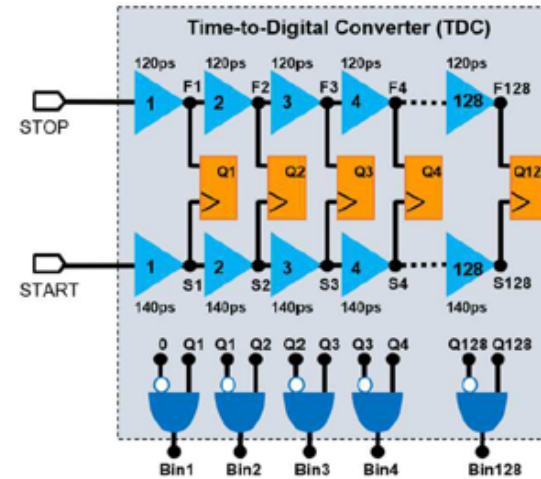 Time-to-Digital Converter (TDC)
120ps 120ps 120ps 120ps 120ps
1 F1 2 F2 3 F3 4 F4 128 F128
STOP
Q1 Q2 Q3 Q4 Q12
START
1 2 3 4 128
S1 S2 S3 S4 S128
140ps 140ps 140ps 140ps 140ps
0 Q1 Q1 Q2 Q2 Q3 Q3 Q4 Q128 Q128
Bin1 Bin2 Bin3 Bin4 Bin128